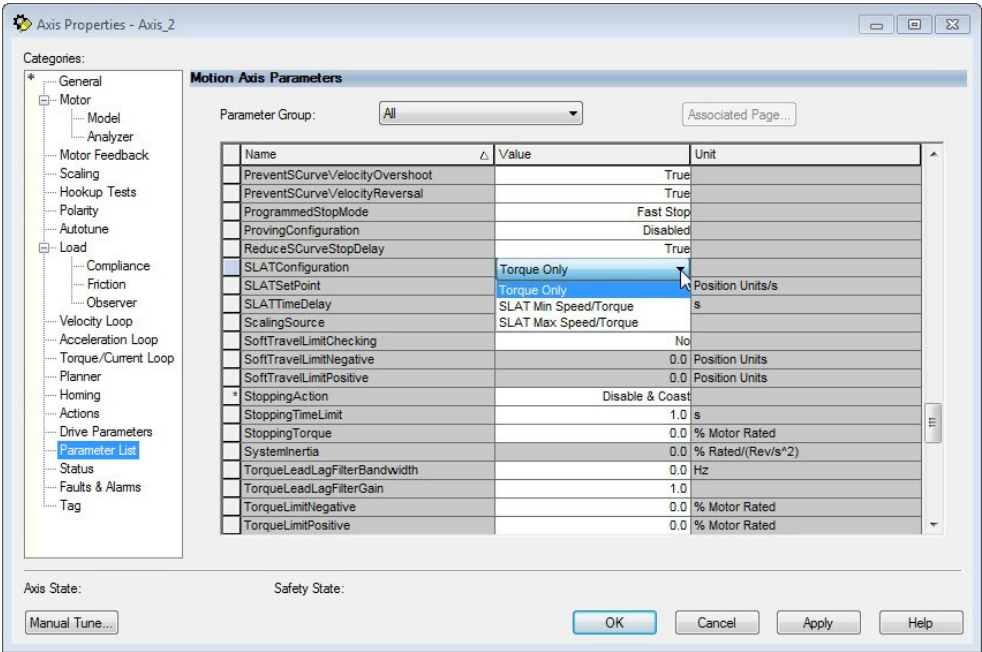 Axis Properties - Axis_2
Categories:
* General
Motor
Model
Analyzer
Motor Feedback
Scaling
Hookup Tests
Polarity
Autotune
Load
Compliance
Friction
Observer
Velocity Loop
Acceleration Loop
Torque/Current Loop
Planner
Homing
Actions
Drive Parameters
Parameter List
Status
Faults & Alarms
Tag
Motion Axis Parameters
Parameter Group: All Associated Page...
Name Value Unit
PreventSCurveVelocityOvershoot True
PreventSCurveVelocityReversal True
ProgrammedStopMode Fast Stop
ProvingConfiguration Disabled
ReduceSCurveStopDelay True
SLATConfiguration Torque Only
SLATSetPoint Torque Only Position Units/s
SLATTimeDelay SLAT Min Speed/Torque s
ScalingSource SLAT Max Speed/Torque
SoftTravelLimitChecking No
SoftTravelLimitNegative 0.0 Position Units
SoftTravelLimitPositive 0.0 Position Units
* StoppingAction Disable & Coast
StoppingTimeLimit 1.0 s
StoppingTorque 0.0 % Motor Rated
SystemInertia 0.0 % Rated/(Rev/s^2)
TorqueLeadLagFilterBandwidth 0.0 Hz
TorqueLeadLagFilterGain 1.0
TorqueLimitNegative 0.0 % Motor Rated
TorqueLimitPositive 0.0 % Motor Rated
Axis State: Safety State:
Manual Tune... OK Cancel Apply Help